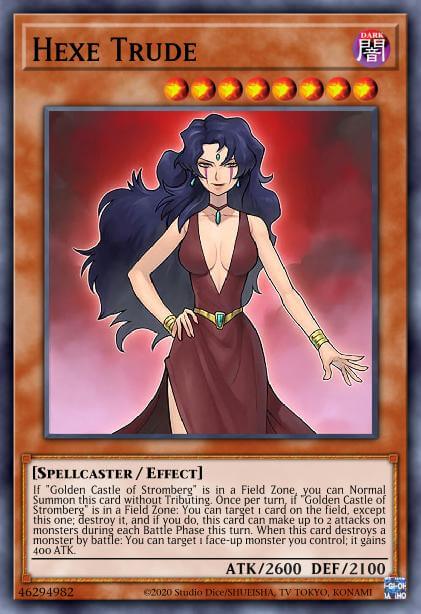 HEXE TRUDE
DARK
闇
[SPELLCASTER / EFFECT]
If "Golden Castle of Stromberg" is in a Field Zone, you can Normal
Summon this card without Tributing. Once per turn, if "Golden Castle of
Stromberg" is in a Field Zone: You can target 1 card on the field, except
this one; destroy it, and if you do, this card can make up to 2 attacks on
monsters during each Battle Phase this turn. When this card destroys a
monster by battle: You can target 1 face-up monster you control; it gains
400 ATK.
ATK/2600 DEF/2100
46294982 ©2020 Studio Dice/SHUEISHA, TV TOKYO, KONAMI